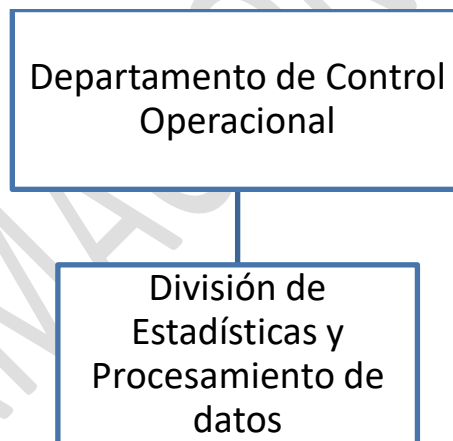 Departamento de Control
Operacional
División de
Estadísticas y
Procesamiento de
datos